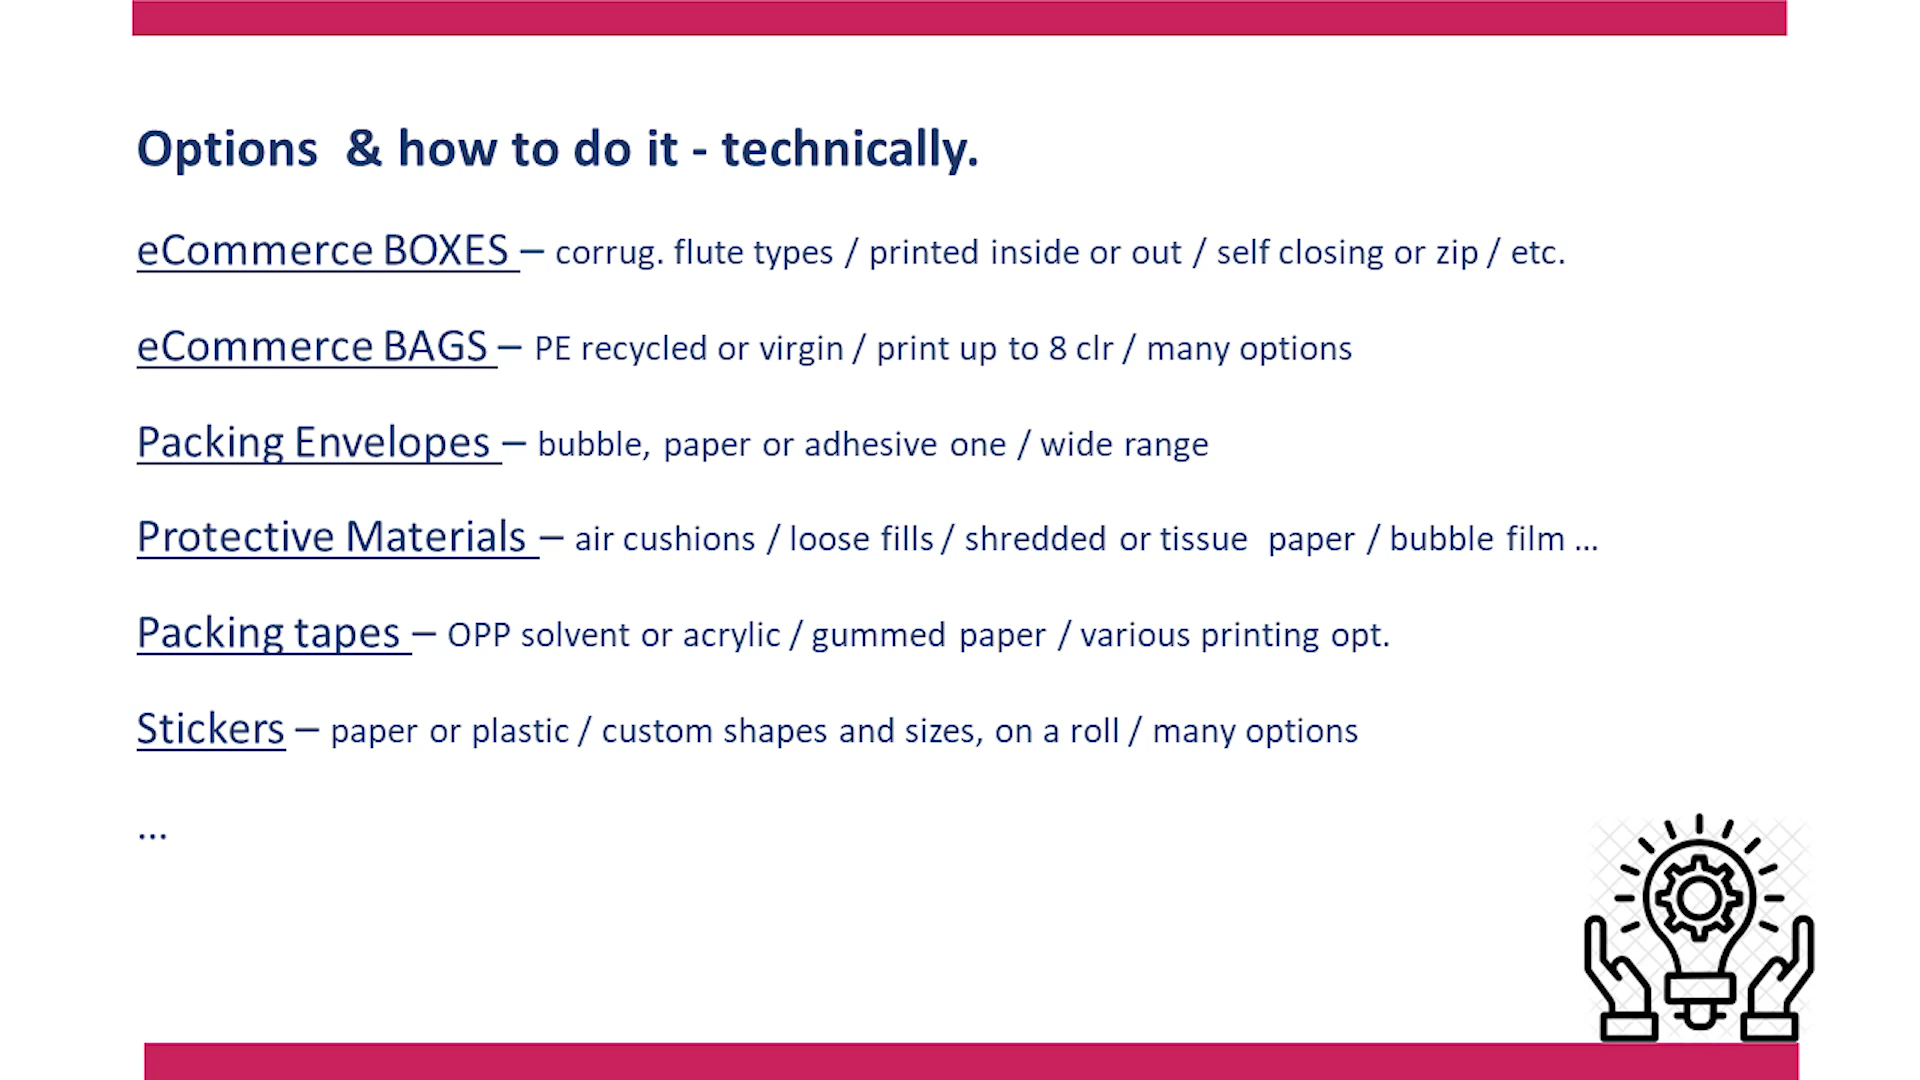 Options & how to do it - technically.
eCommerce BOXES – corrug. flute types / printed inside or out / self closing or zip / etc.
eCommerce BAGS – PE recycled or virgin / print up to 8 clr / many options
Packing Envelopes – bubble, paper or adhesive one / wide range
Protective Materials – air cushions / loose fills / shredded or tissue paper / bubble film ...
Packing tapes – OPP solvent or acrylic / gummed paper / various printing opt.
Stickers – paper or plastic / custom shapes and sizes, on a roll / many options
...